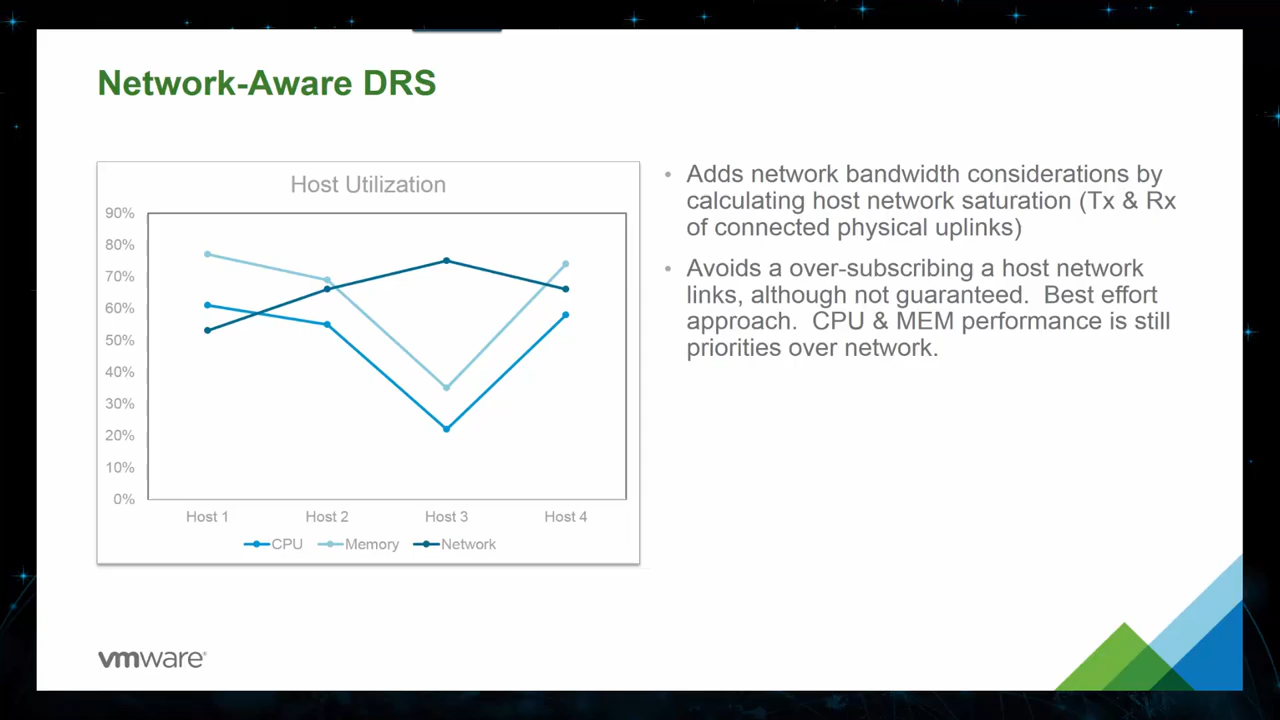 Network-Aware DRS
Host Utilization
90%
80%
70%
60%
50%
40%
30%
20%
10%
0%
Host 1
Host 2
Host 3
Host 4
CPU
Memory
Network
• Adds network bandwidth considerations by
calculating host network saturation (Tx & Rx
of connected physical uplinks)
• Avoids a over-subscribing a host network
links, although not guaranteed.  Best effort
approach.  CPU & MEM performance is still
priorities over network.
vmware®